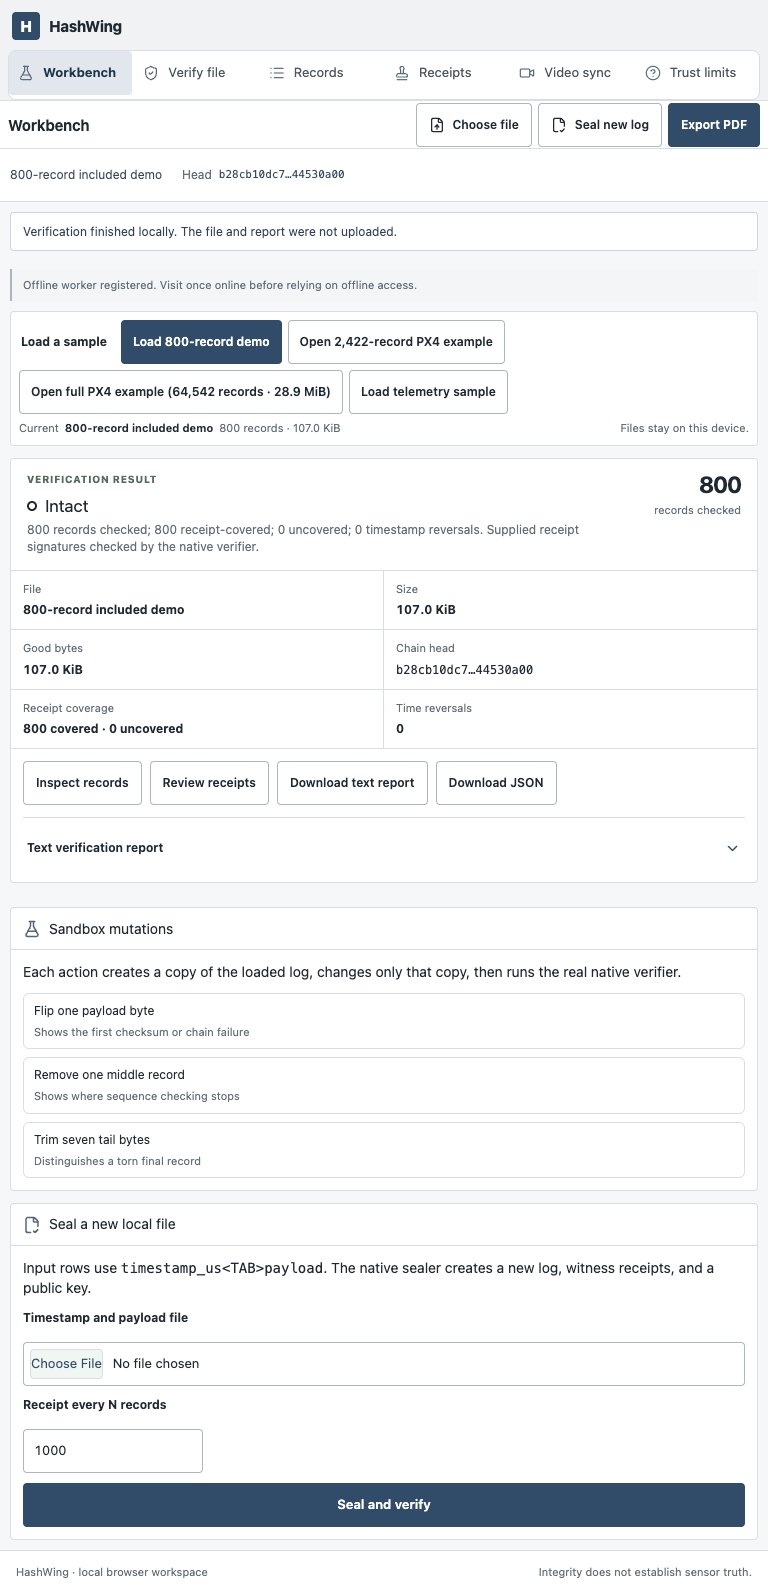 H HashWing
Workbench Verify file Records Receipts Video sync Trust limits
Workbench Choose file Seal new log Export PDF
800-record included demo Head b28cb10dc7…44530a00
Verification finished locally. The file and report were not uploaded.
Offline worker registered. Visit once online before relying on offline access.
Load a sample Load 800-record demo Open 2,422-record PX4 example
Open full PX4 example (64,542 records · 28.9 MiB) Load telemetry sample
Current 800-record included demo 800 records · 107.0 KiB Files stay on this device.
VERIFICATION RESULT
800
Intact
records checked
800 records checked; 800 receipt-covered; 0 uncovered; 0 timestamp reversals. Supplied receipt
signatures checked by the native verifier.
File
800-record included demo
Size
107.0 KiB
Good bytes
107.0 KiB
Chain head
b28cb10dc7…44530a00
Receipt coverage
800 covered · 0 uncovered
Time reversals
0
Inspect records Review receipts Download text report Download JSON
Text verification report
Sandbox mutations
Each action creates a copy of the loaded log, changes only that copy, then runs the real native verifier.
Flip one payload byte
Shows the first checksum or chain failure
Remove one middle record
Shows where sequence checking stops
Trim seven tail bytes
Distinguishes a torn final record
Seal a new local file
Input rows use timestamp_us<TAB>payload. The native sealer creates a new log, witness receipts, and a
public key.
Timestamp and payload file
Choose File No file chosen
Receipt every N records
1000
Seal and verify
HashWing · local browser workspace Integrity does not establish sensor truth.